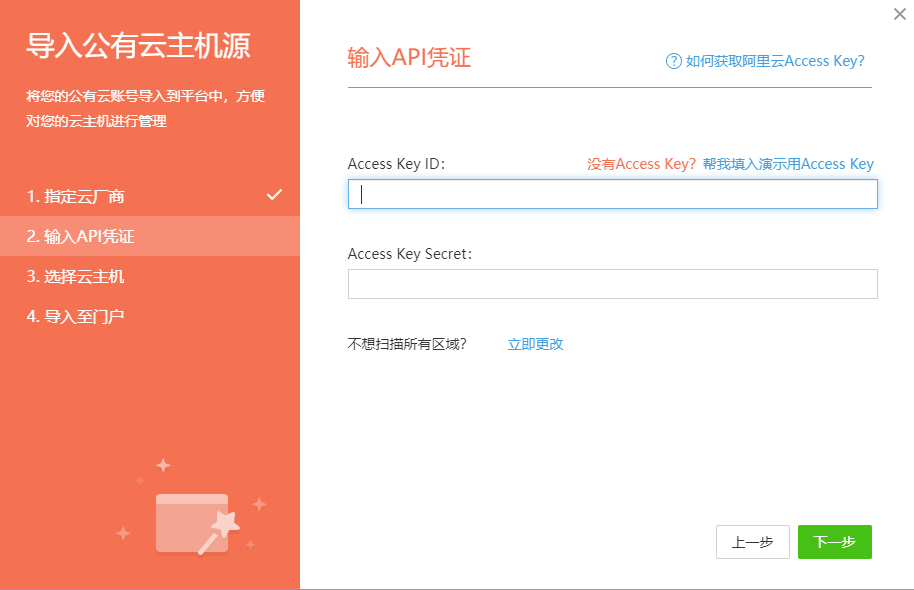 导入公有云主机源
将您的公有云账号导入到平台中，方便
对您的云主机进行管理
1. 指定云厂商
2. 输入API凭证
3. 选择云主机
4. 导入至门户
输入API凭证
? 如何获取阿里云Access Key?
Access Key ID:
没有Access Key? 帮我填入演示用Access Key
Access Key Secret:
不想扫描所有区域? 立即更改
上一步
下一步